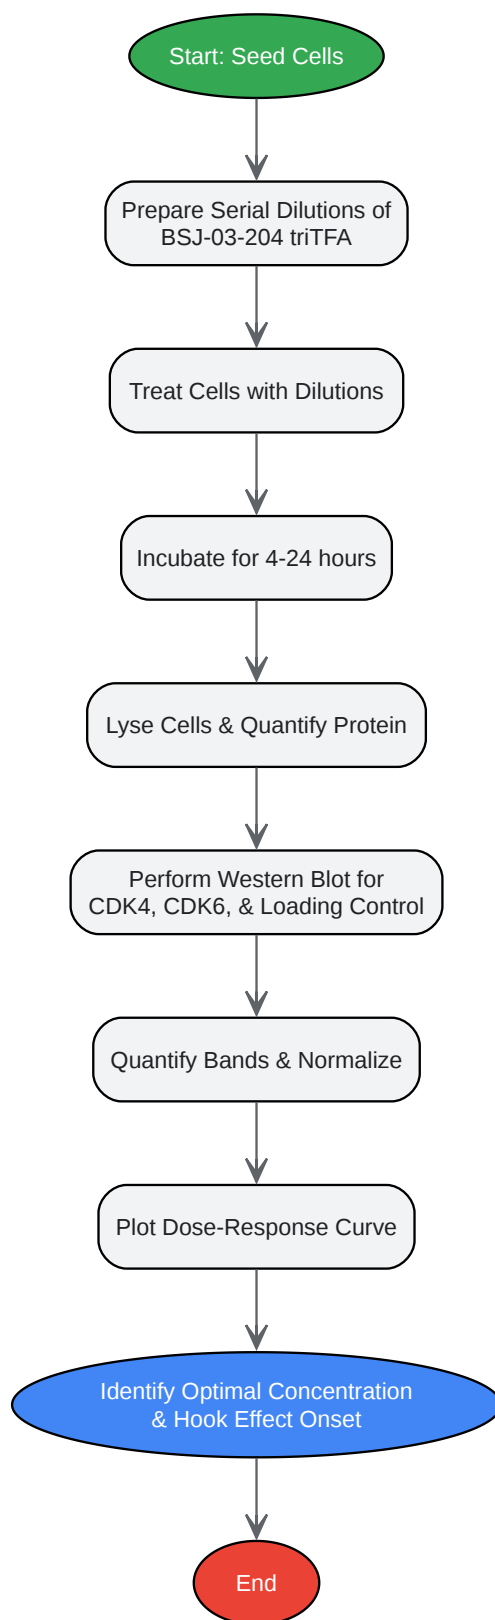 Start: Seed Cells
Prepare Serial Dilutions of
BSJ-03-204 triTFA
Treat Cells with Dilutions
Incubate for 4-24 hours
Lyse Cells & Quantify Protein
Perform Western Blot for
CDK4, CDK6, & Loading Control
Quantify Bands & Normalize
Plot Dose-Response Curve
Identify Optimal Concentration
& Hook Effect Onset
End